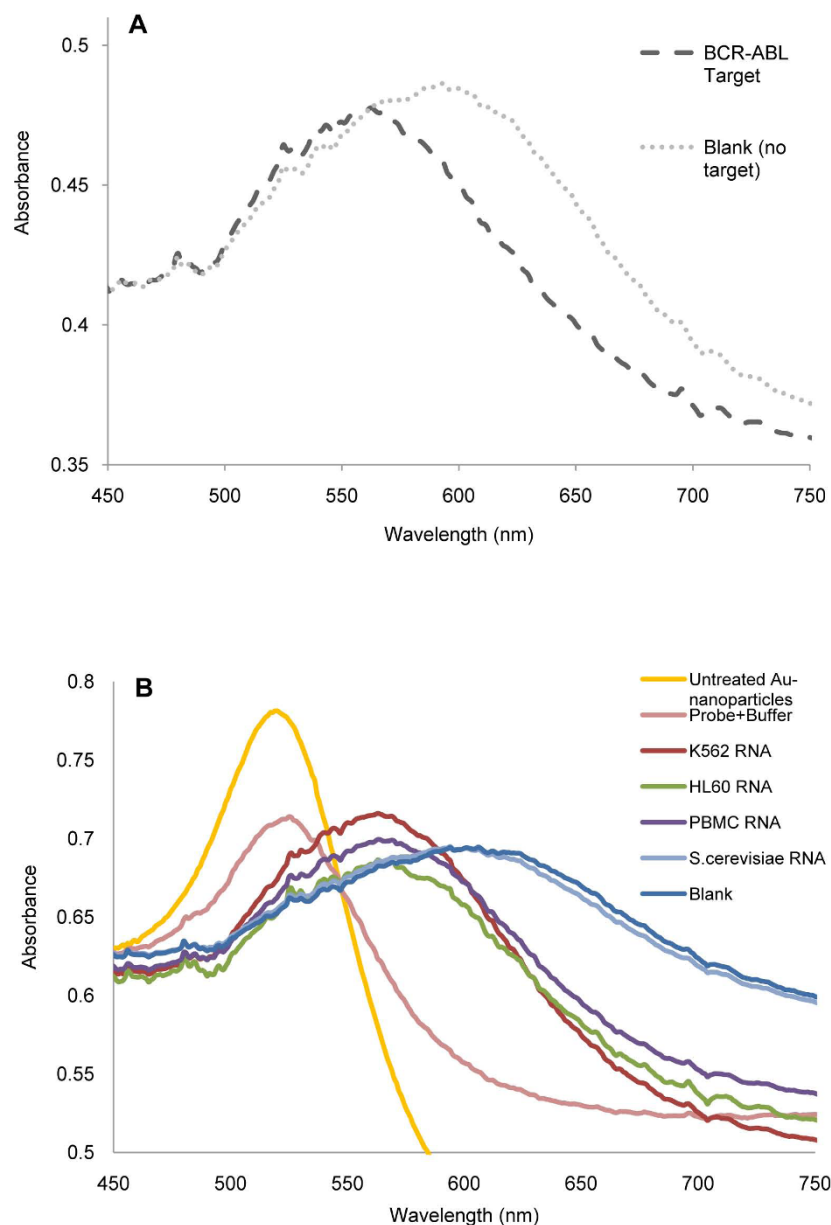 A
0.5
0.45
0.4
0.35
Absorbance
450 500 550 600 650 700 750
Wavelength (nm)
BCR-ABL
Target
Blank (no
target)
B
0.8
0.75
0.7
0.65
0.6
0.55
0.5
Absorbance
450 500 550 600 650 700 750
Wavelength (nm)
Untreated Au-
nanoparticles
Probe+Buffer
K562 RNA
HL60 RNA
PBMC RNA
S.cerevisiae RNA
Blank